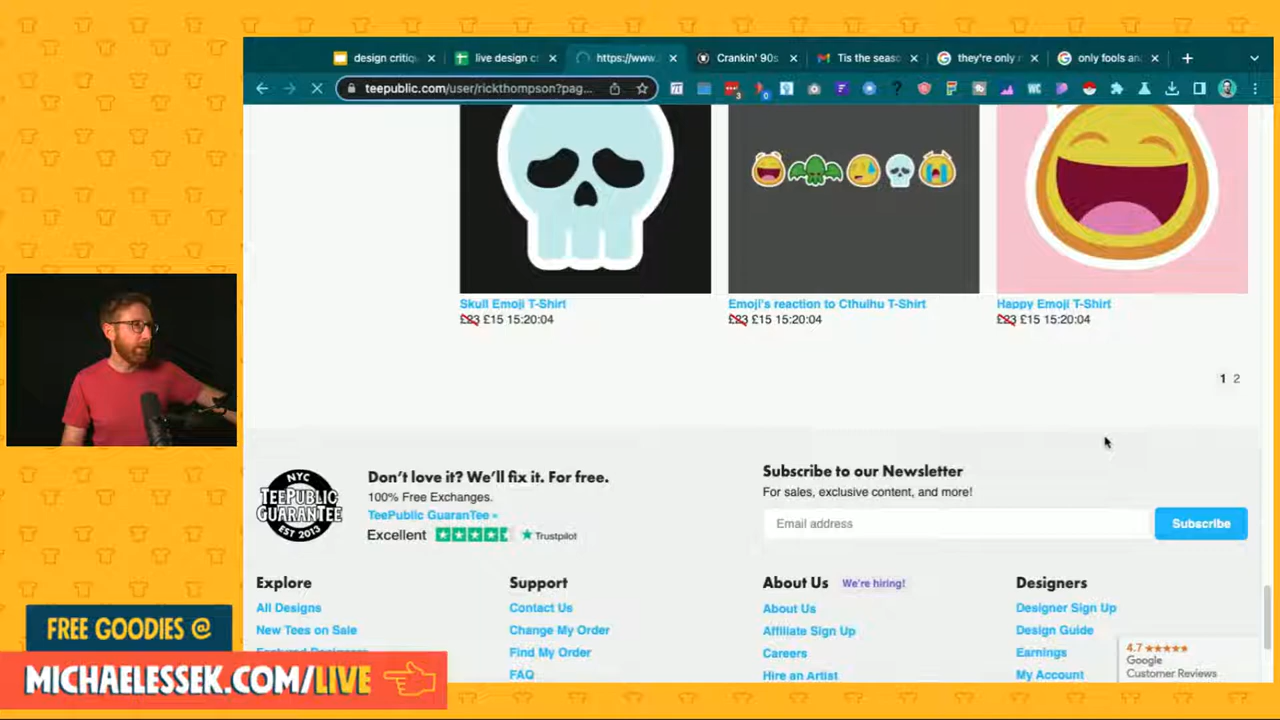 design critiq
live design cr
https://www.
Crankin' 90s
Tis the seaso
they're only r
only fools and
teepublic.com/user/rickthompson?pag...
Skull Emoji T-Shirt
£23 £15 15:20:04
Emoji's reaction to Cthulhu T-Shirt
£23 £15 15:20:04
Happy Emoji T-Shirt
£23 £15 15:20:04
1 2
NYC
TEEPUBLIC
GUARANTEE
EST 2013
Don't love it? We'll fix it. For free.
100% Free Exchanges.
TeePublic GuaranTee »
Excellent
Trustpilot
Subscribe to our Newsletter
For sales, exclusive content, and more!
Email address
Subscribe
Explore
All Designs
New Tees on Sale
Featured Designers
Support
Contact Us
Change My Order
Find My Order
FAQ
About Us We're hiring!
About Us
Affiliate Sign Up
Careers
Hire an Artist
Designers
Designer Sign Up
Design Guide
Earnings
My Account
4.7
Google
Customer Reviews
FREE GOODIES @
MICHAELESSEK.COM/LIVE